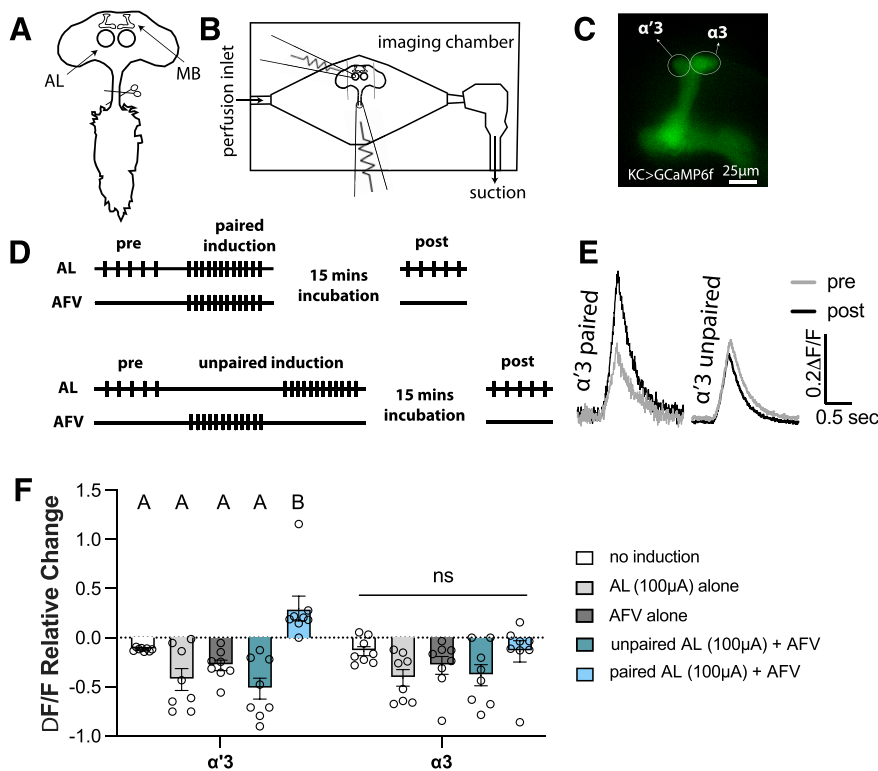 A
AL
MB
B
imaging chamber
perfusion inlet
suction
C
α'3
α3
KC>GCaMP6f
25µm
D
pre
paired
induction
post
AL
AFV
15 mins
incubation
pre
unpaired induction
post
AL
AFV
15 mins
incubation
E
α'3 paired
α'3 unpaired
pre
post
0.2ΔF/F
0.5 sec
F
DF/F Relative Change
1.5
1.0
0.5
0.0
-0.5
-1.0
A A A A B
ns
α'3
α3
no induction
AL (100µA) alone
AFV alone
unpaired AL (100µA) + AFV
paired AL (100µA) + AFV